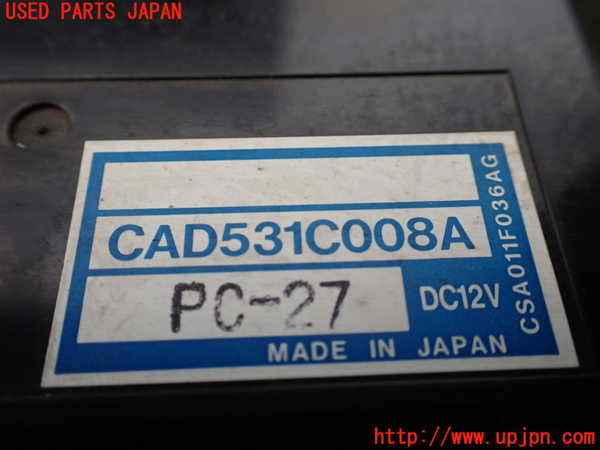 USED PARTS JAPAN
CAD531C008A
PC-27
DC12V
CSA011F036AG
MADE IN JAPAN
http://www.upjpn.com/